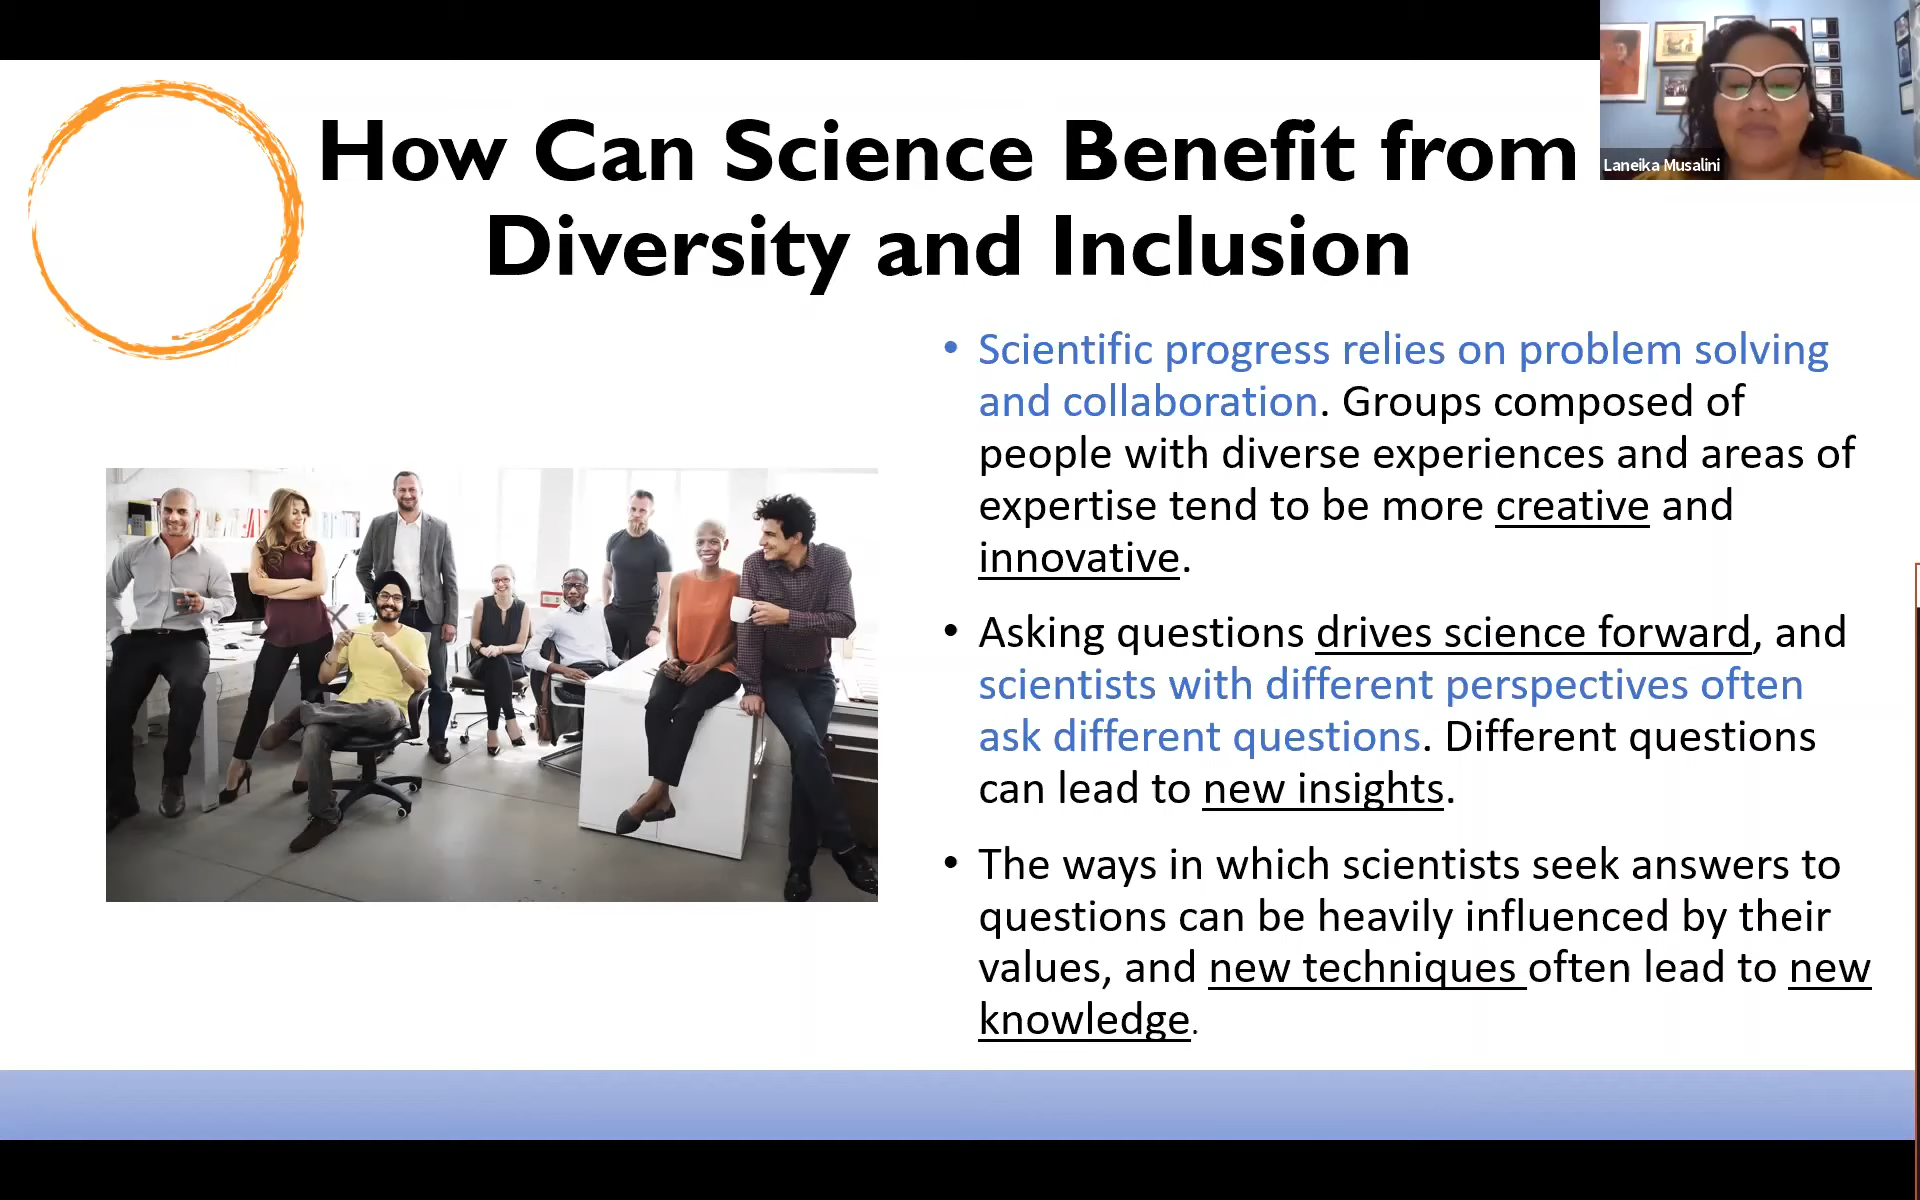 How Can Science Benefit from
Diversity and Inclusion
Laneika Musalini
• Scientific progress relies on problem solving
and collaboration. Groups composed of
people with diverse experiences and areas of
expertise tend to be more creative and
innovative.
• Asking questions drives science forward, and
scientists with different perspectives often
ask different questions. Different questions
can lead to new insights.
• The ways in which scientists seek answers to
questions can be heavily influenced by their
values, and new techniques often lead to new
knowledge.